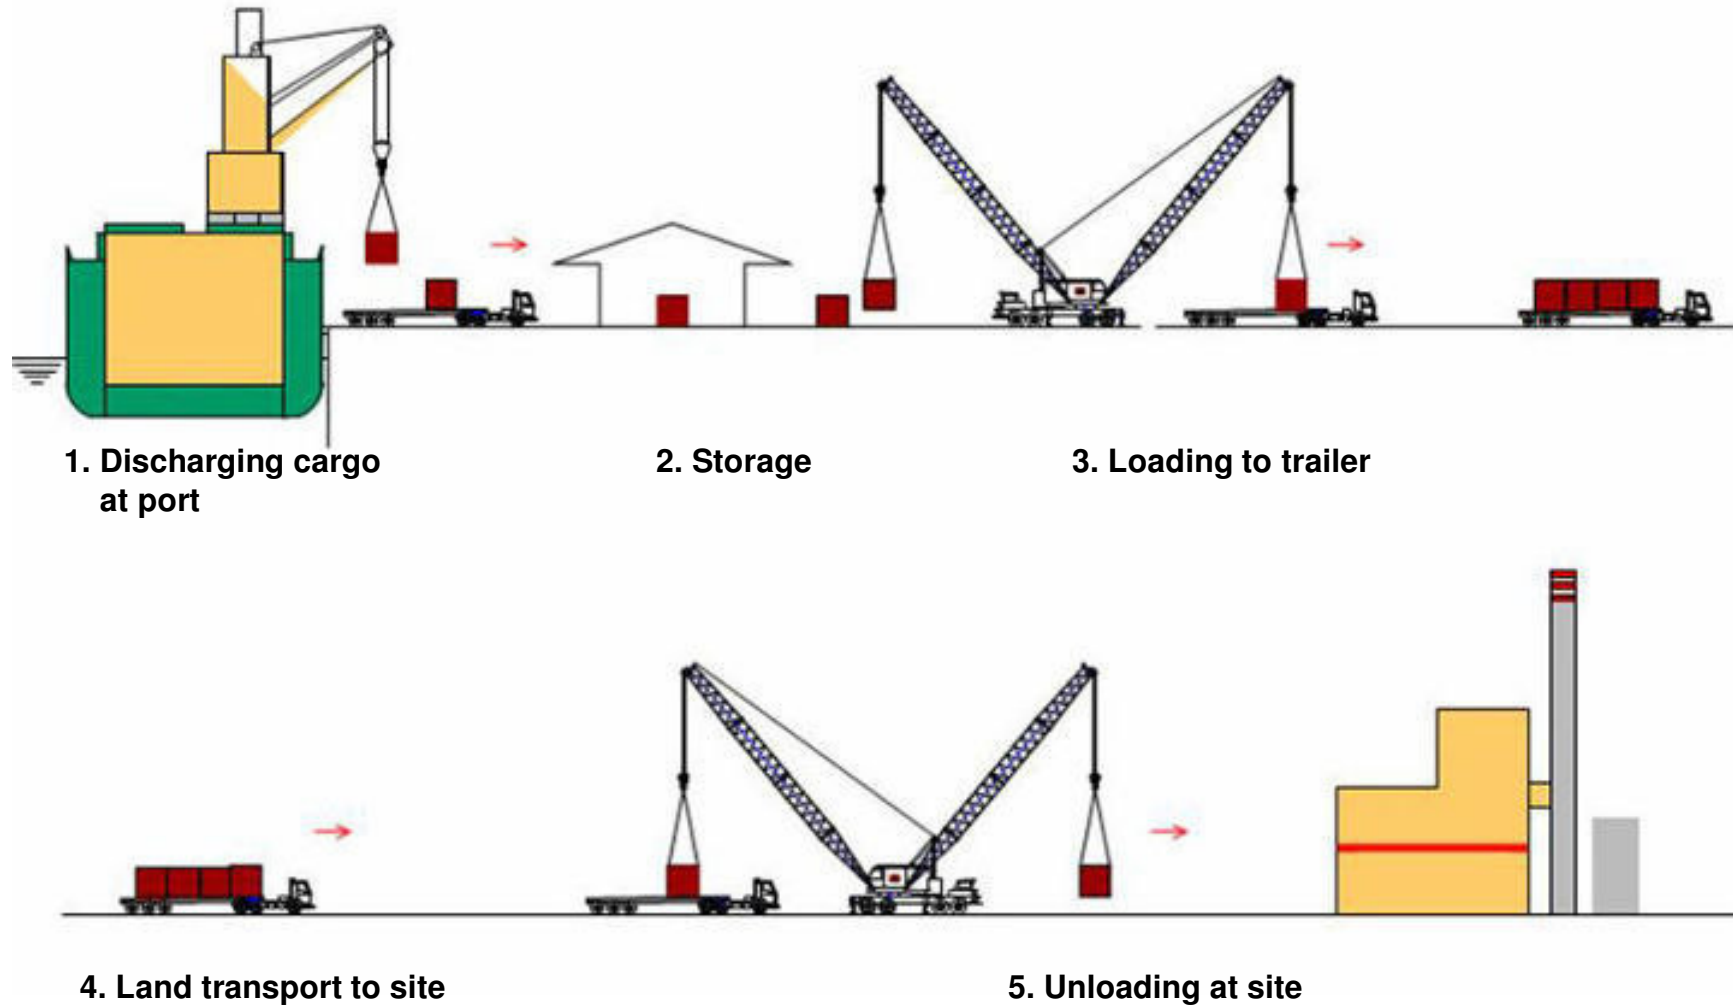 1. Discharging cargo
at port
2. Storage
3. Loading to trailer
4. Land transport to site
5. Unloading at site